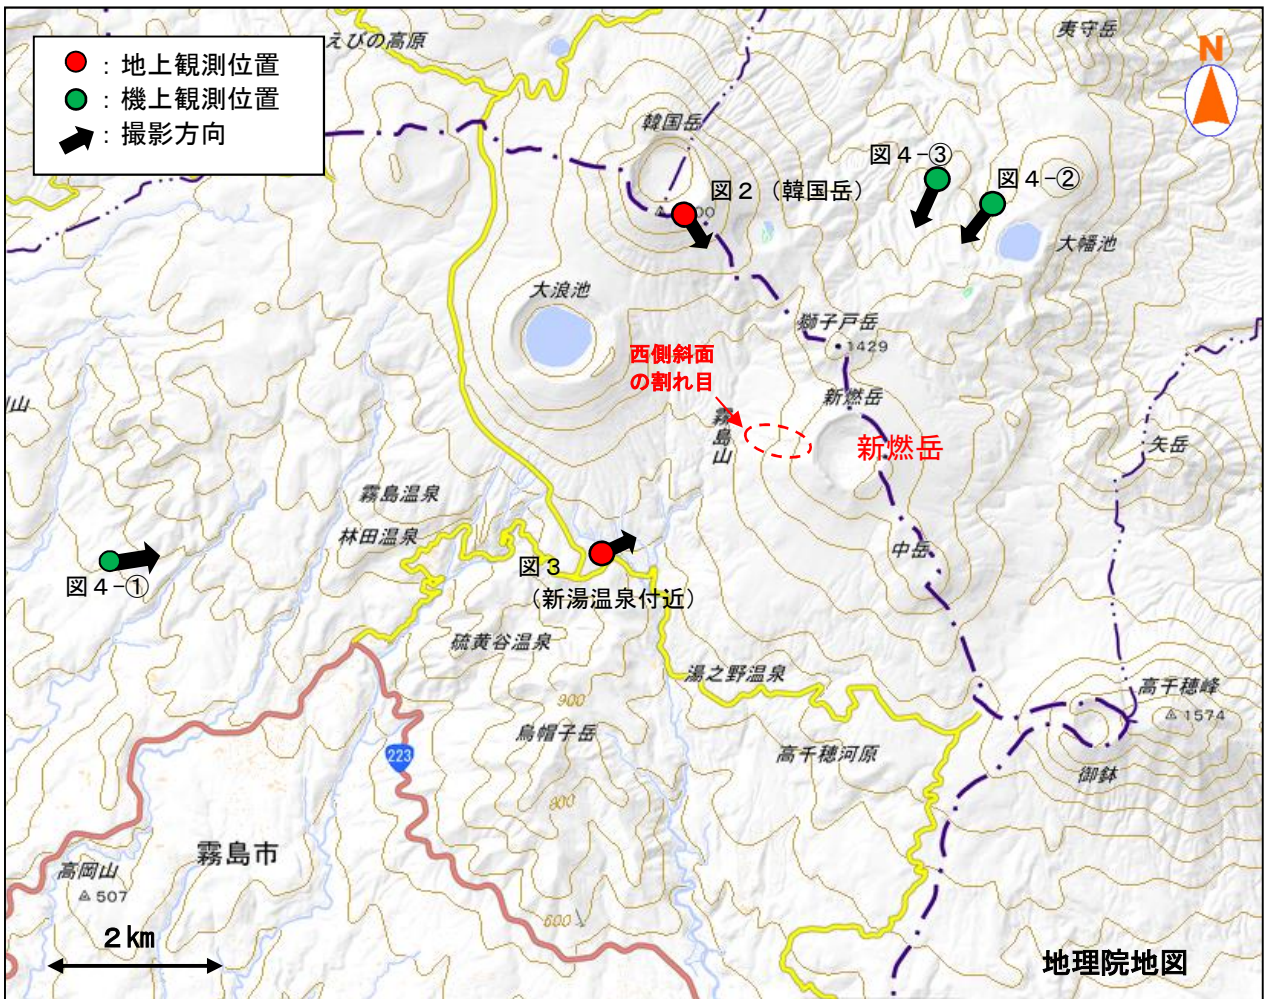 ：地上観測位置
：機上観測位置
：撮影方向
えびの高原
夷守岳
N
韓国岳
図４-③
図４-②
図２（韓国岳）
大幡池
大浪池
獅子戸岳
1429
西側斜面
の割れ目
新燃岳
霧島山
新燃岳
矢岳
霧島温泉
林田温泉
中岳
図３
（新湯温泉付近）
図４-①
硫黄谷温泉
湯之野温泉
高千穂峰
1574
900
烏帽子岳
高千穂河原
223
御鉢
800
霧島市
高岡山
507
600
２km
地理院地図